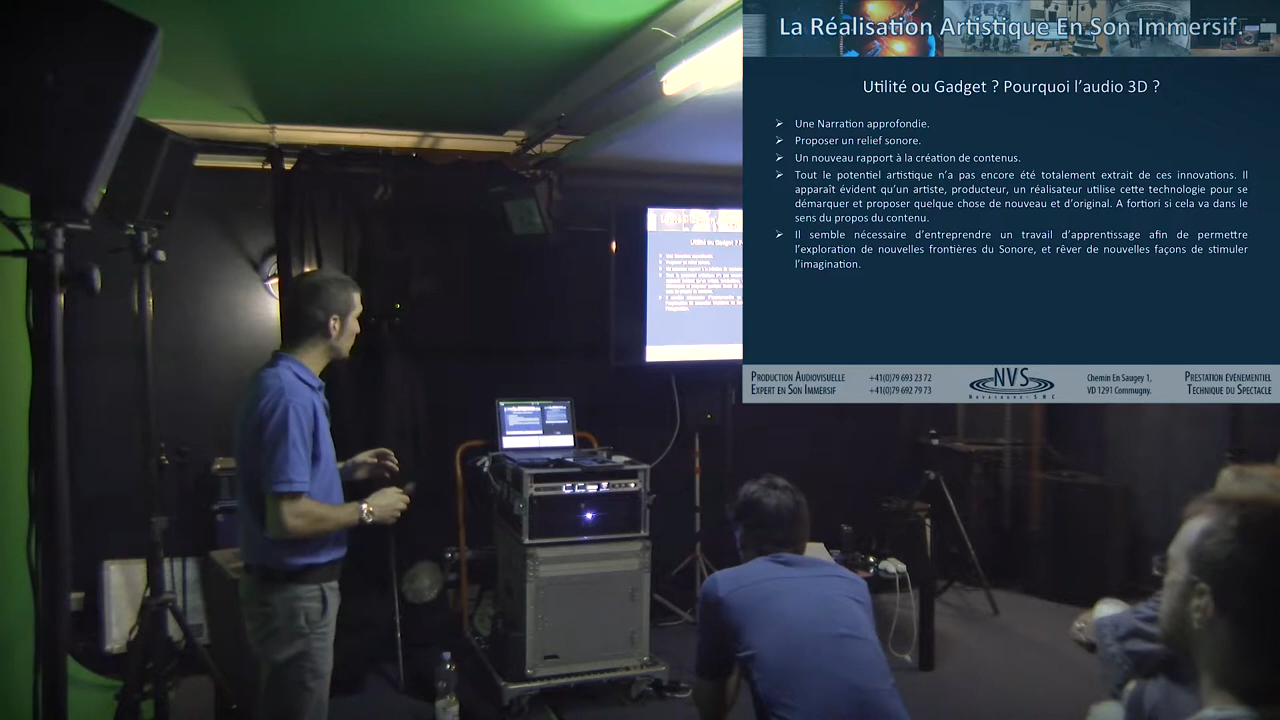 La Réalisation Artistique En Son Immersif.
Utilité ou Gadget ? Pourquoi l'audio 3D ?
➢ Une Narration approfondie.
➢ Proposer un relief sonore.
➢ Un nouveau rapport à la création de contenus.
➢ Tout le potentiel artistique n'a pas encore été totalement extrait de ces innovations. Il
apparaît évident qu'un artiste, producteur, un réalisateur utilise cette technologie pour se
démarquer et proposer quelque chose de nouveau et d'original. A fortiori si cela va dans le
sens du propos du contenu.
➢ Il semble nécessaire d'entreprendre un travail d'apprentissage afin de permettre
l'exploration de nouvelles frontières du Sonore, et rêver de nouvelles façons de stimuler
l'imagination.
Production Audiovisuelle
Expert en Son Immersif
+41(0)79 693 23 72
+41(0)79 692 79 73
NVS
Chemin En Saugey 1,
VD 1291 Commugny.
Prestation Événementiel
Technique du Spectacle